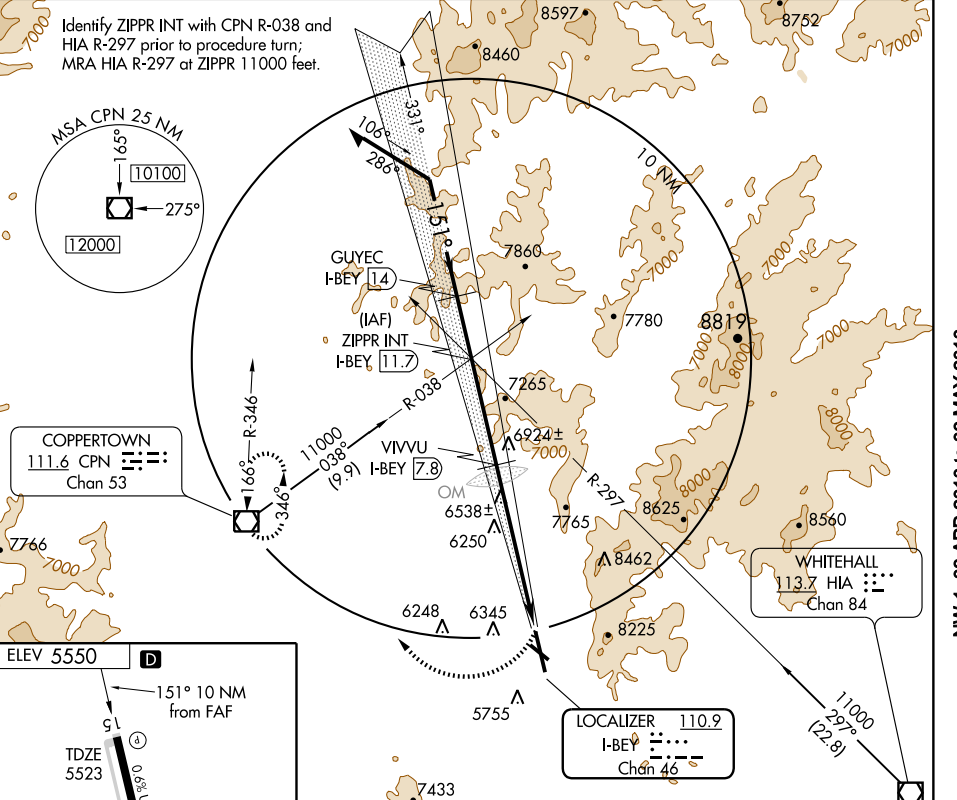 Identify ZIPPR INT with CPN R-038 and
HIA R-297 prior to procedure turn;
MRA HIA R-297 at ZIPPR 11000 feet.
7000
8597
8460
8752
7000
MSA CPN 25 NM
165°
10100
275°
12000
331°
106°
286°
151°
10 NM
GUYEC
I-BEY 14
(IAF)
ZIPPR INT
I-BEY 11.7
7860
7000
7000
7780
8819
7000
7000
8000
R-346
R-038
11000
038°
(9.9)
7265
6924±
7000
8000
VIVVU
I-BEY 7.8
OM
R-297
COPPERTOWN
111.6 CPN
Chan 53
166°
346°
6538±
6250
7765
8000
8625
8560
7766
7000
8462
WHITEHALL
113.7 HIA
Chan 84
6248
6345
8225
ELEV 5550
D
151° 10 NM
from FAF
15
P
TDZE
5523
0.6%
5755
LOCALIZER 110.9
I-BEY
Chan 46
11000
297°
(22.8)
7433